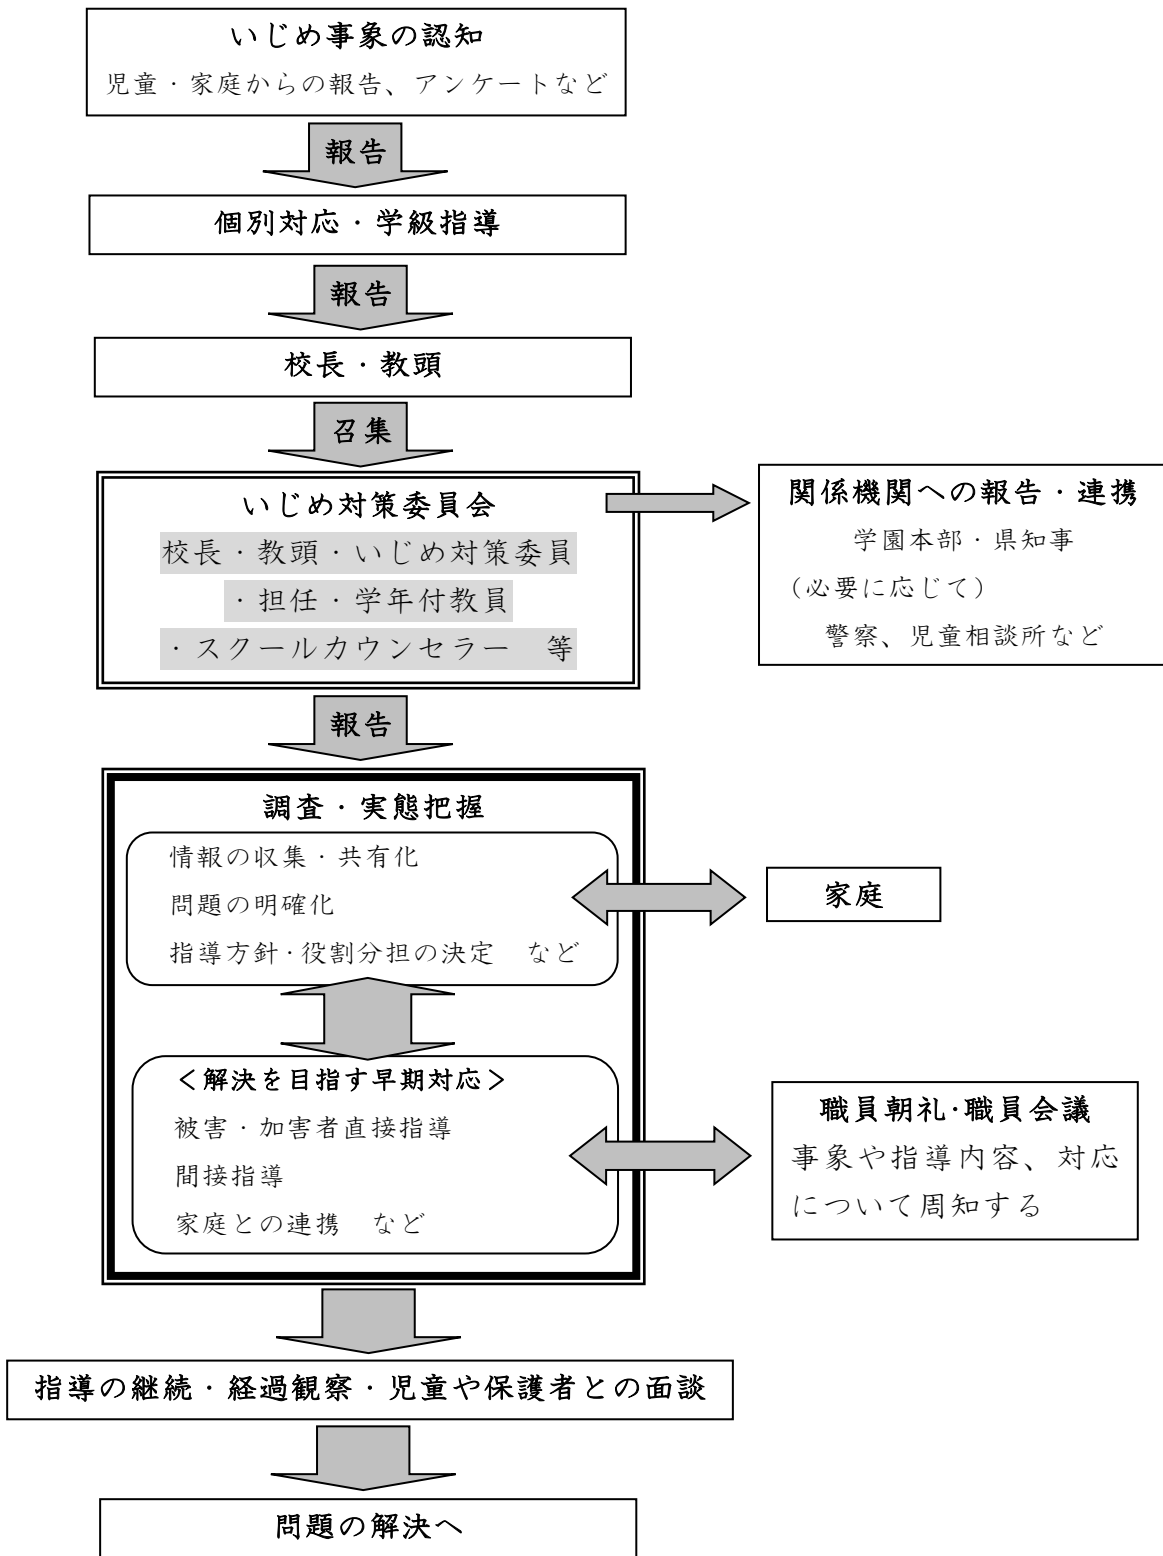 いじめ事象の認知
児童・家庭からの報告、アンケートなど
報告
個別対応・学級指導
報告
校長・教頭
召集
いじめ対策委員会
校長・教頭・いじめ対策委員
・担任・学年付教員
・スクールカウンセラー　等
関係機関への報告・連携
学園本部・県知事
（必要に応じて）
警察、児童相談所など
報告
調査・実態把握
情報の収集・共有化
問題の明確化
指導方針・役割分担の決定　など
家庭
＜解決を目指す早期対応＞
被害・加害者直接指導
間接指導
家庭との連携　など
職員朝礼・職員会議
事象や指導内容、対応
について周知する
指導の継続・経過観察・児童や保護者との面談
問題の解決へ